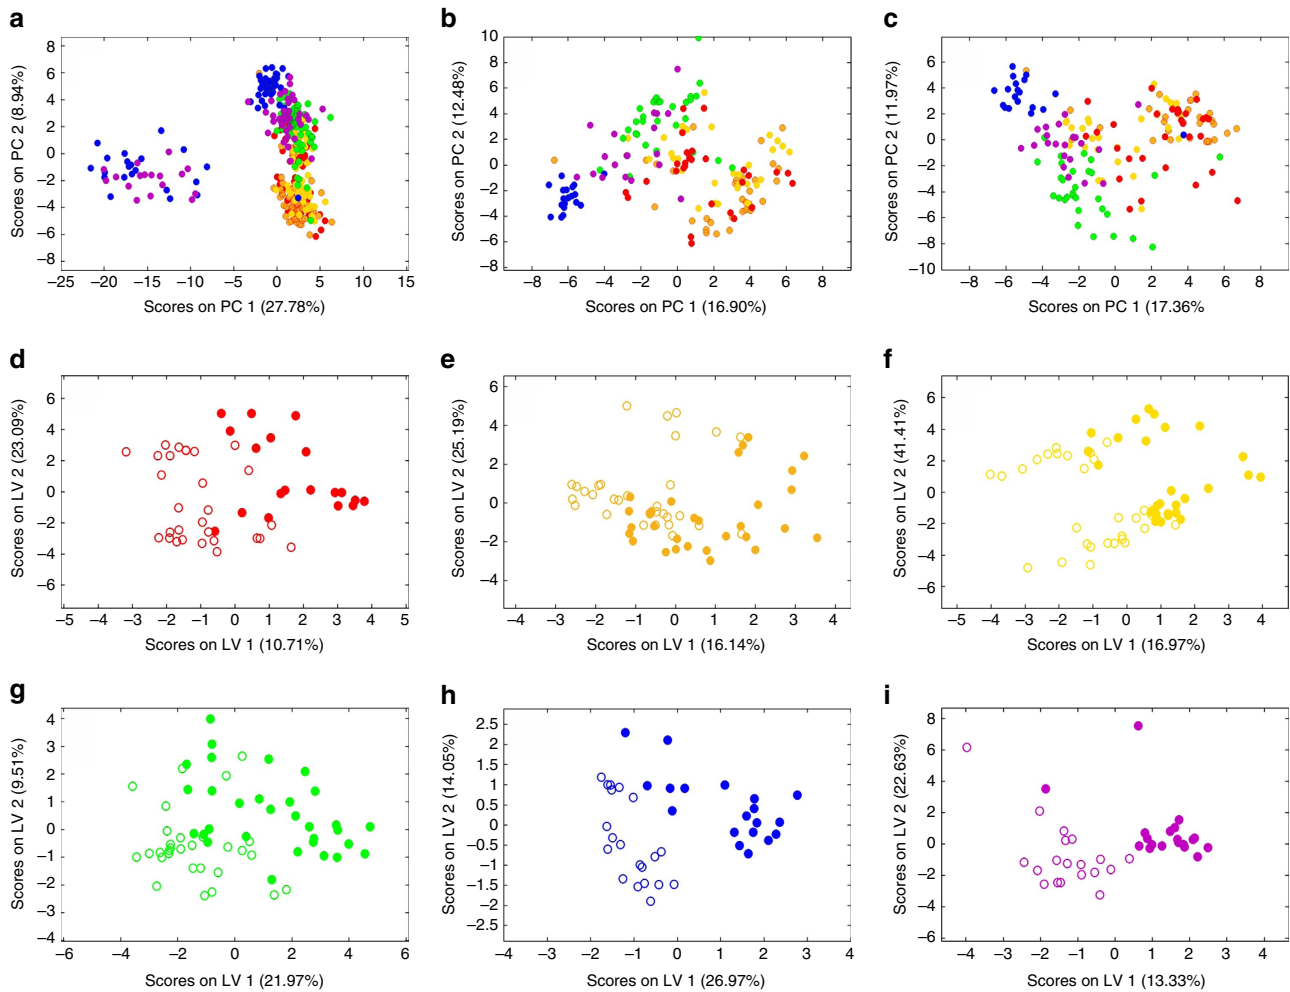 a
8
6
4
2
0
−2
−4
−6
−8
Scores on PC 2 (8.94%)
−25 −20 −15 −10 −5 0 5 10 15
Scores on PC 1 (27.78%)
b
10
8
6
4
2
0
−2
−4
−6
−8
Scores on PC 2 (12.48%)
−8 −6 −4 −2 0 2 4 6 8
Scores on PC 1 (16.90%)
c
8
6
4
2
0
−2
−4
−6
−8
−10
Scores on PC 2 (11.97%)
−8 −6 −4 −2 0 2 4 6 8
Scores on PC 1 (17.36%
d
6
4
2
0
−2
−4
−6
Scores on LV 2 (23.09%)
−5 −4 −3 −2 −1 0 1 2 3 4 5
Scores on LV 1 (10.71%)
e
6
4
2
0
−2
−4
Scores on LV 2 (25.19%)
−4 −3 −2 −1 0 1 2 3 4
Scores on LV 1 (16.14%)
f
6
4
2
0
−2
−4
−6
Scores on LV 2 (41.41%)
−5 −4 −3 −2 −1 0 1 2 3 4
Scores on LV 1 (16.97%)
g
4
3
2
1
0
−1
−2
−3
−4
Scores on LV 2 (9.51%)
−6 −4 −2 0 2 4 6
Scores on LV 1 (21.97%)
h
2.5
2
1.5
1
0.5
0
−0.5
−1
−1.5
−2
−2.5
Scores on LV 2 (14.05%)
−4 −3 −2 −1 0 1 2 3 4
Scores on LV 1 (26.97%)
i
8
6
4
2
0
−2
−4
−6
Scores on LV 2 (22.63%)
−4 −3 −2 −1 0 1 2 3 4
Scores on LV 1 (13.33%)